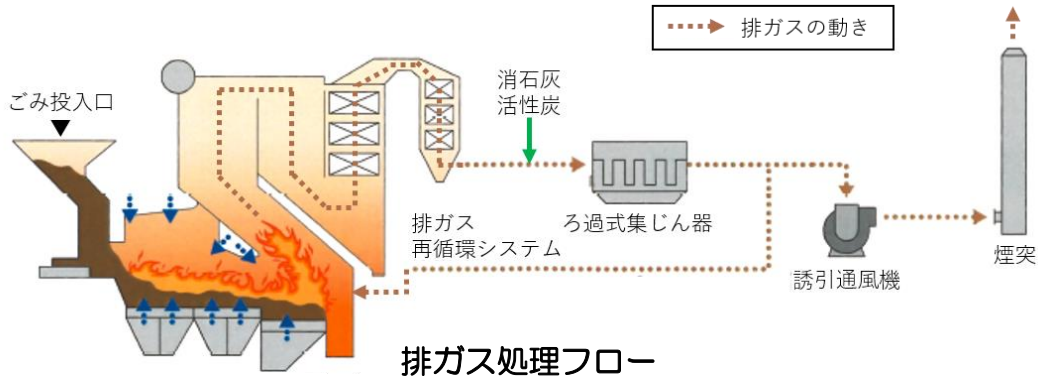 排ガスの動き
ごみ投入口
消石灰
活性炭
排ガス
再循環システム
ろ過式集じん器
誘引通風機
煙突
排ガス処理フロー